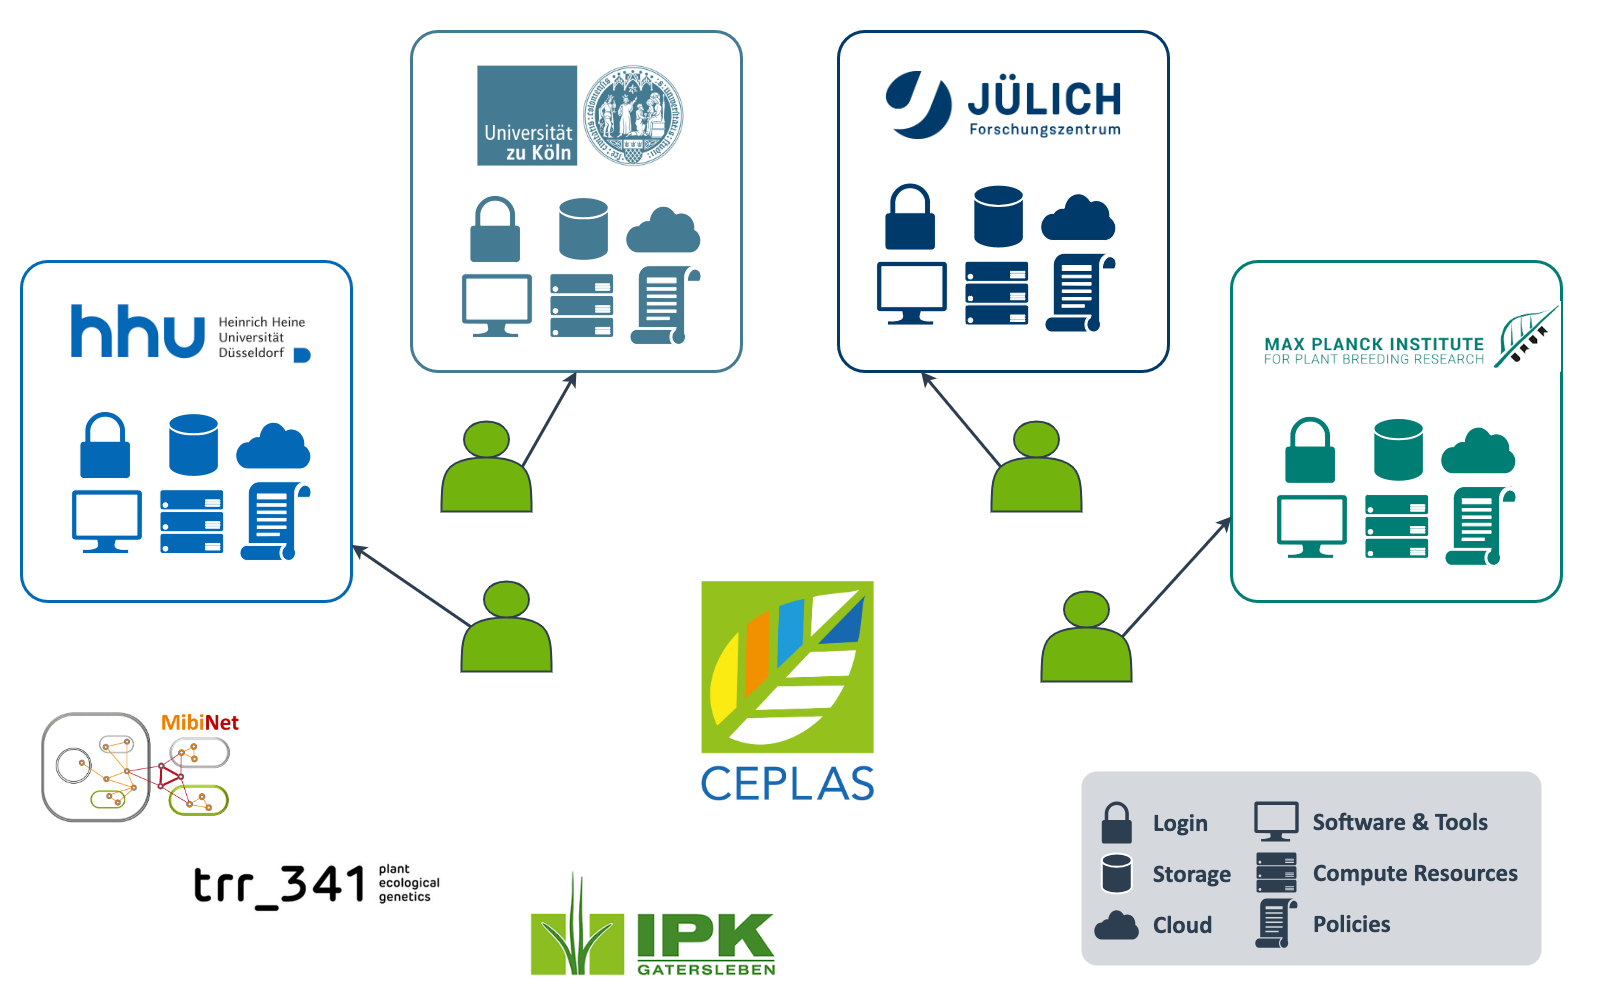 Universität
zu Köln
JÜLICH
Forschungszentrum
hhu
Heinrich Heine
Universität
Düsseldorf
MAX PLANCK INSTITUTE
FOR PLANT BREEDING RESEARCH
CEPLAS
MibiNet
trr_341
plant
ecological
genetics
IPK
GATERSLEBEN
Login
Software & Tools
Storage
Compute Resources
Cloud
Policies